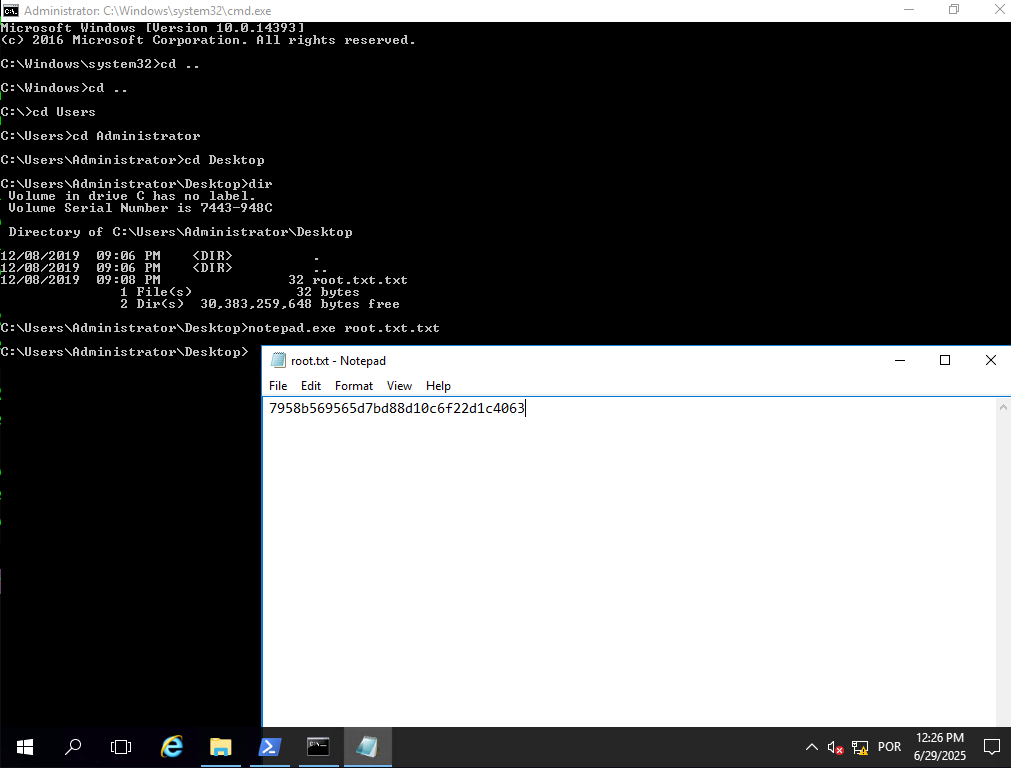 Administrator: C:\Windows\system32\cmd.exe
Microsoft Windows [Version 10.0.14393]
(c) 2016 Microsoft Corporation. All rights reserved.
C:\Windows\system32>cd ..
C:\Windows>cd ..
C:\>cd Users
C:\Users>cd Administrator
C:\Users\Administrator>cd Desktop
C:\Users\Administrator\Desktop>dir
 Volume in drive C has no label.
 Volume Serial Number is 7443-948C
 Directory of C:\Users\Administrator\Desktop
12/08/2019  09:06 PM    <DIR>          .
12/08/2019  09:06 PM    <DIR>          ..
12/08/2019  09:08 PM                32 root.txt.txt
               1 File(s)             32 bytes
               2 Dir(s)  30,383,259,648 bytes free
C:\Users\Administrator\Desktop>notepad.exe root.txt.txt
C:\Users\Administrator\Desktop>
root.txt - Notepad
File Edit Format View Help
7958b569565d7bd88d10c6f22d1c4063
POR
12:26 PM
6/29/2025